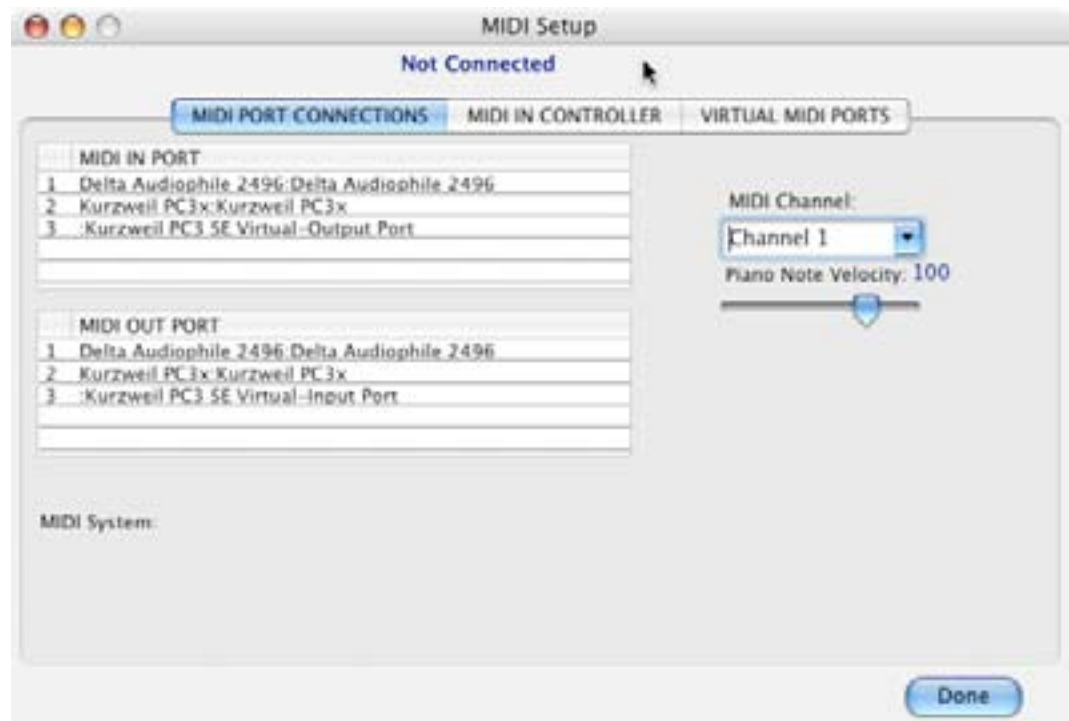 MIDI Setup
Not Connected
MIDI PORT CONNECTIONS MIDI IN CONTROLLER VIRTUAL MIDI PORTS
MIDI IN PORT
1 Delta Audiophile 2496:Delta Audiophile 2496
2 Kurzweil PC3x:Kurzweil PC3x
3 :Kurzweil PC3 SE Virtual-Output Port
MIDI Channel:
Channel 1
Piano Note Velocity: 100
MIDI OUT PORT
1 Delta Audiophile 2496:Delta Audiophile 2496
2 Kurzweil PC3x:Kurzweil PC3x
3 :Kurzweil PC3 SE Virtual-Input Port
MIDI System:
Done